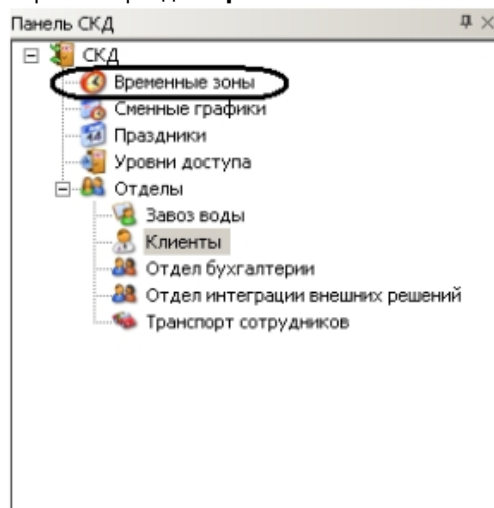 Панель СКД
СКД
Временные зоны
Сменные графики
Праздники
Уровни доступа
Отделы
Завоз воды
Клиенты
Отдел бухгалтерии
Отдел интеграции внешних решений
Транспорт сотрудников